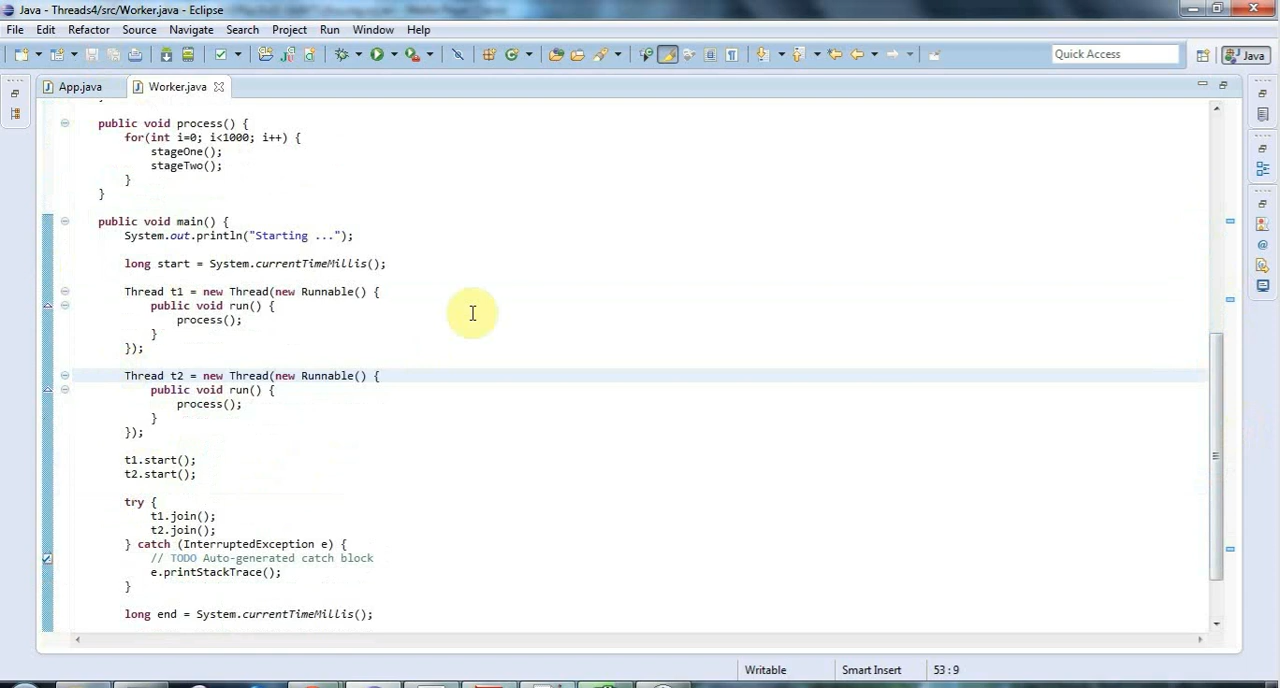 Java - Threads4/src/Worker.java - Eclipse
File Edit Refactor Source Navigate Search Project Run Window Help
Quick Access
Java
App.java
Worker.java
}
public void process() {
for(int i=0; i<1000; i++) {
stageOne();
stageTwo();
}
}
public void main() {
System.out.println("Starting ...");
long start = System.currentTimeMillis();
Thread t1 = new Thread(new Runnable() {
public void run() {
process();
}
});
Thread t2 = new Thread(new Runnable() {
public void run() {
process();
}
});
t1.start();
t2.start();
try {
t1.join();
t2.join();
} catch (InterruptedException e) {
// TODO Auto-generated catch block
e.printStackTrace();
}
long end = System.currentTimeMillis();
Writable
Smart Insert
53 : 9